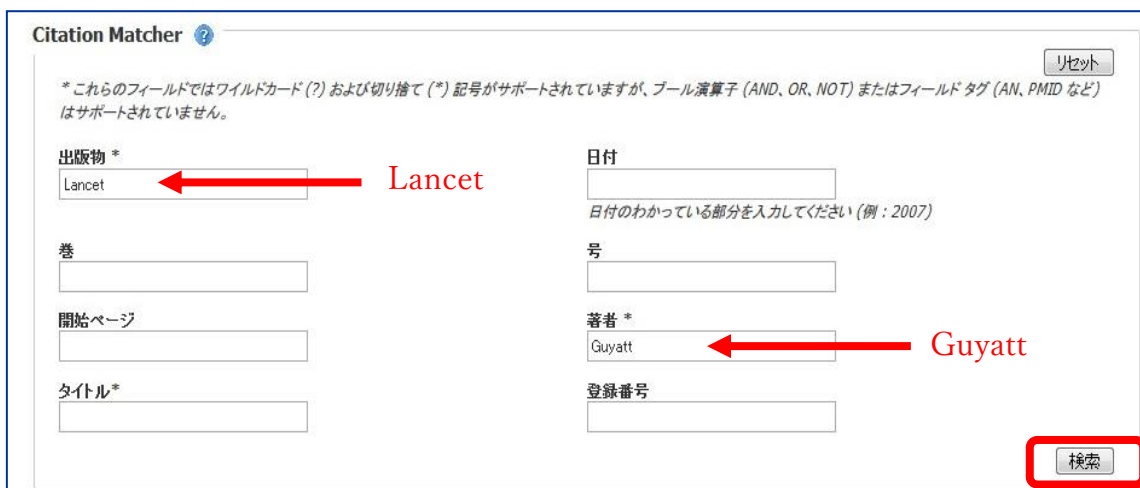 Citation Matcher ?
リセット
* これらのフィールドではワイルドカード (?) および切り捨て (*) 記号がサポートされていますが、ブール演算子 (AND、OR、NOT) またはフィールド タグ (AN、PMID など)
はサポートされていません。
出版物 *
Lancet
Lancet
日付
日付のわかっている部分を入力してください (例 : 2007)
巻
号
開始ページ
著者 *
Guyatt
Guyatt
タイトル*
登録番号
検索